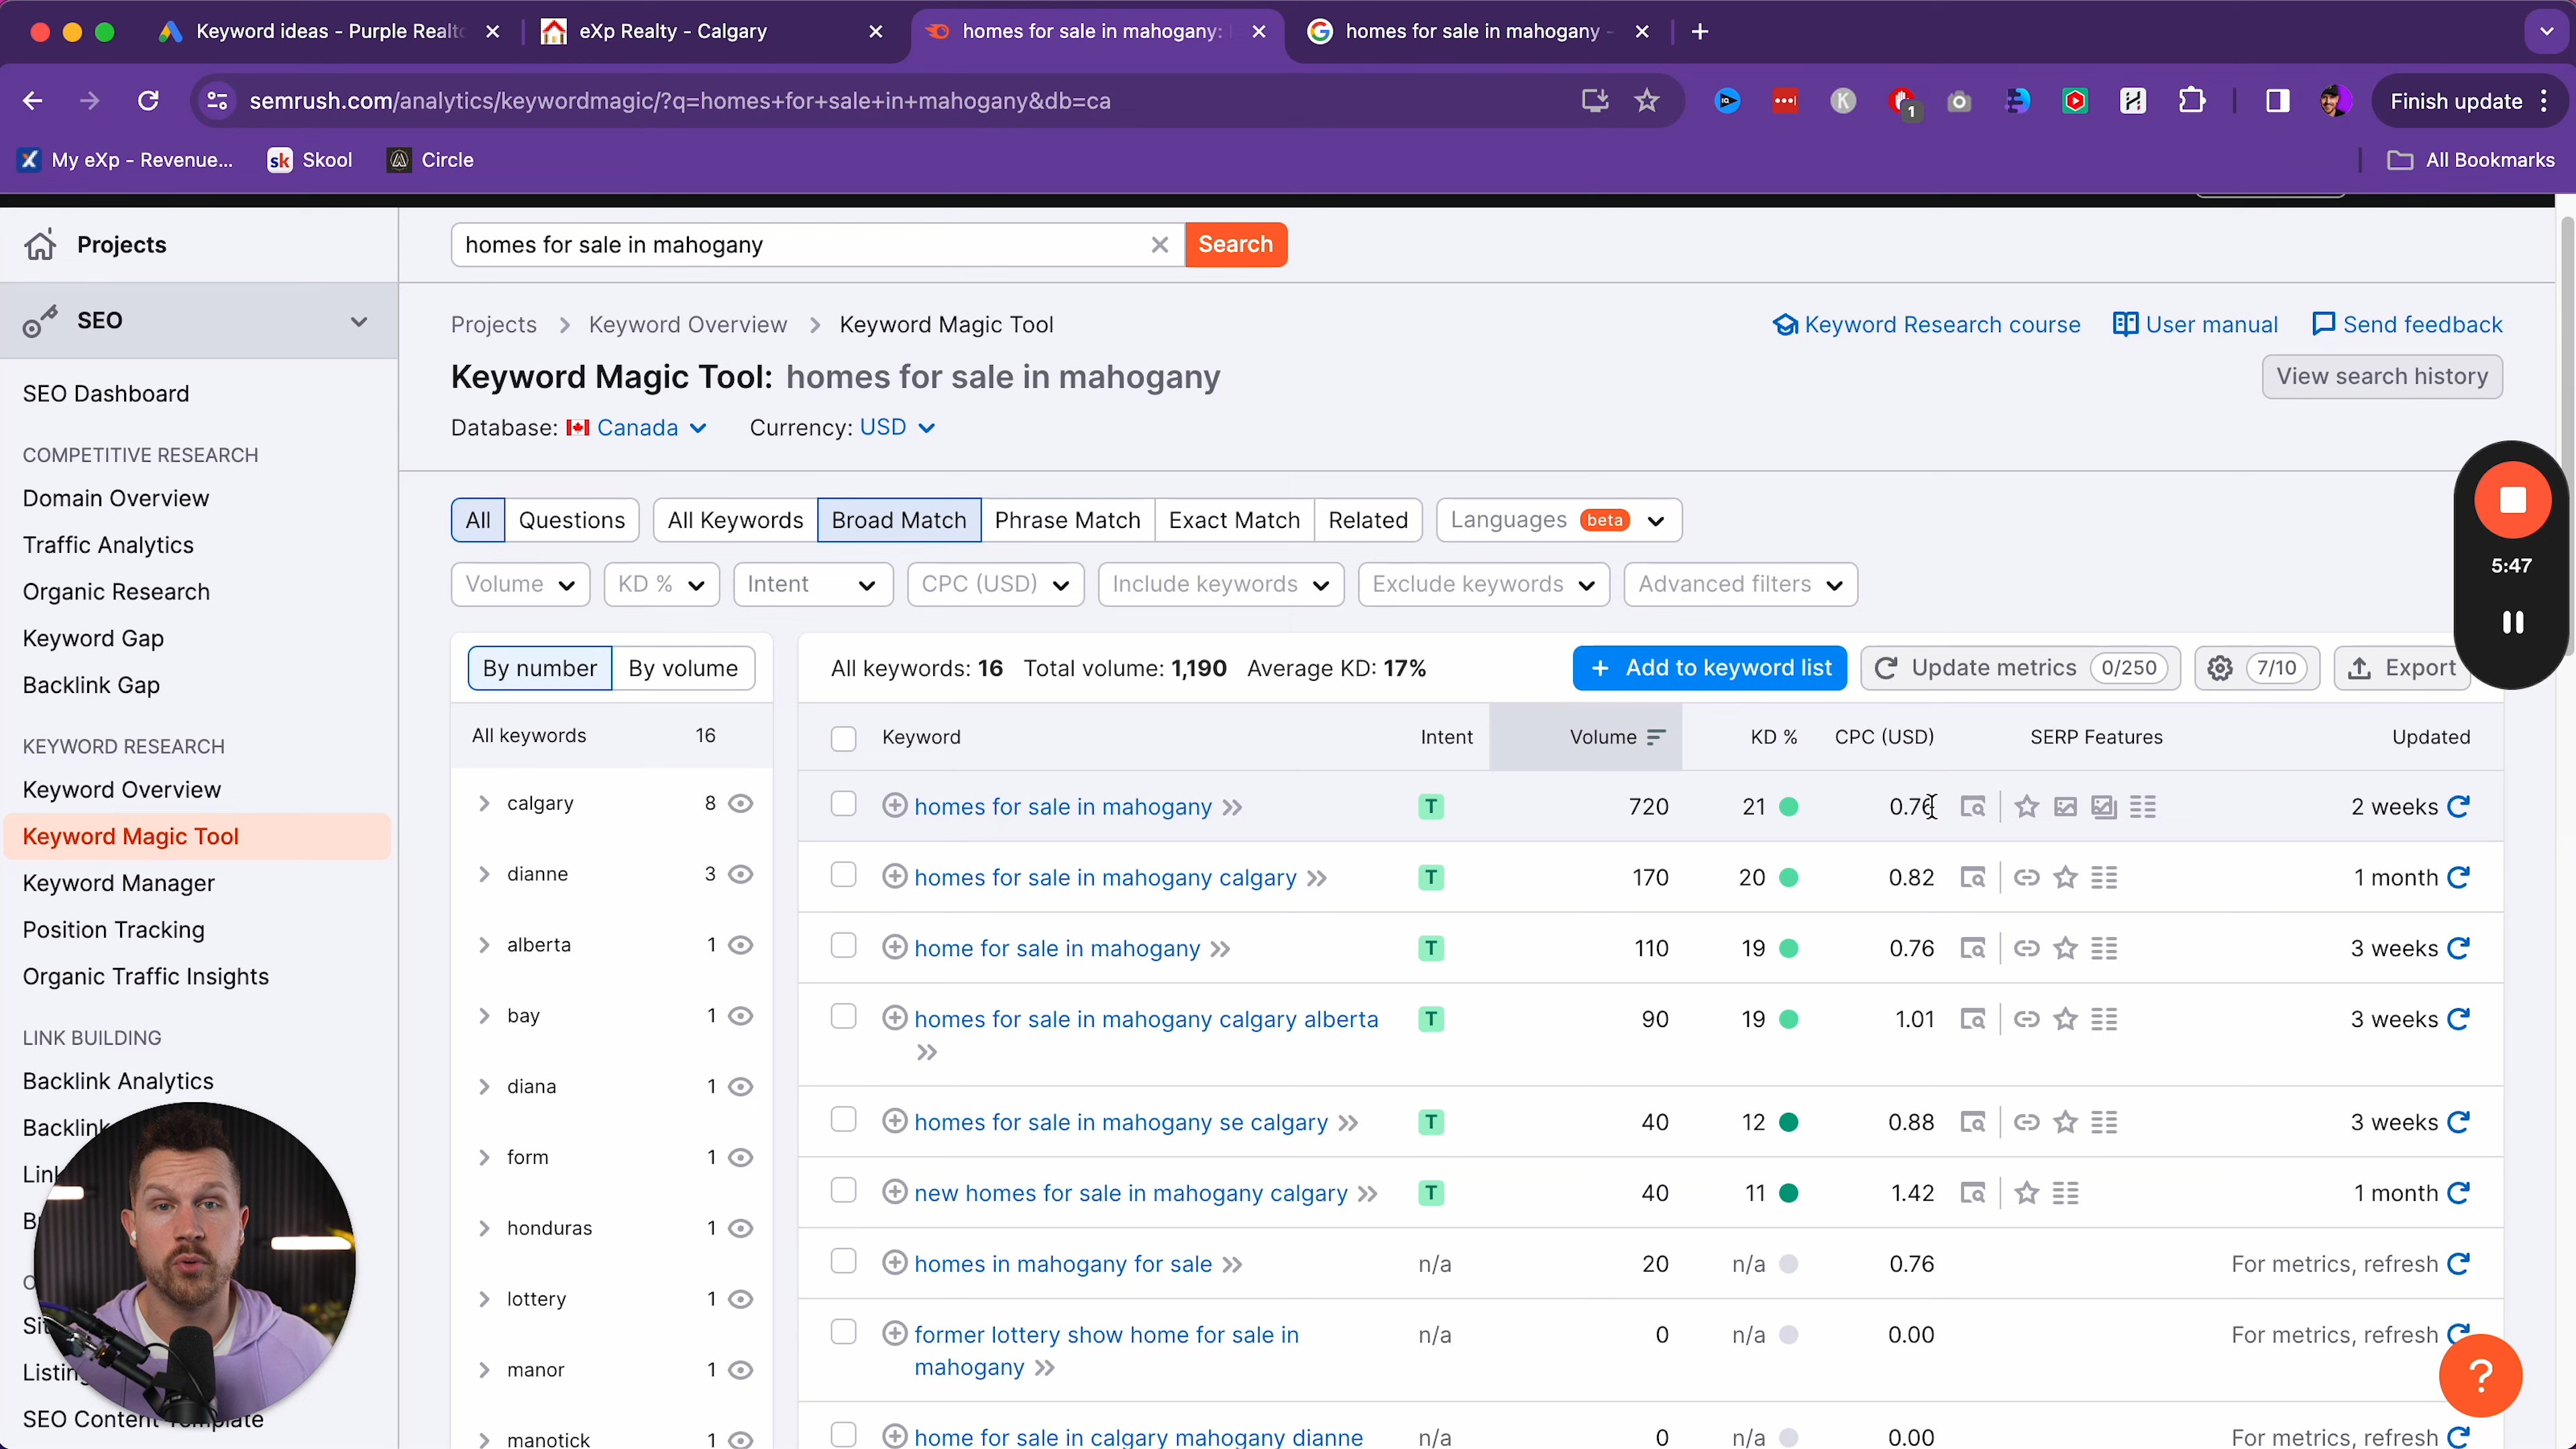 Keyword ideas - Purple Realto
eXp Realty - Calgary
homes for sale in mahogany:
homes for sale in mahogany -
semrush.com/analytics/keywordmagic/?q=homes+for+sale+in+mahogany&db=ca
1
Finish update
My eXp - Revenue...
sk Skool
Circle
All Bookmarks
Projects
SEO
SEO Dashboard
COMPETITIVE RESEARCH
Domain Overview
Traffic Analytics
Organic Research
Keyword Gap
Backlink Gap
KEYWORD RESEARCH
Keyword Overview
Keyword Magic Tool
Keyword Manager
Position Tracking
Organic Traffic Insights
LINK BUILDING
Backlink Analytics
Backlink
SEO Content Template
homes for sale in mahogany
Search
Projects > Keyword Overview > Keyword Magic Tool
Keyword Research course
User manual
Send feedback
Keyword Magic Tool: homes for sale in mahogany
View search history
Database: Canada Currency: USD
All Questions All Keywords Broad Match Phrase Match Exact Match Related Languages beta
Volume KD % Intent CPC (USD) Include keywords Exclude keywords Advanced filters
5:47
By number By volume
All keywords 16
calgary 8
dianne 3
alberta 1
bay 1
diana 1
form 1
honduras 1
lottery 1
manor 1
manotick 1
All keywords: 16 Total volume: 1,190 Average KD: 17%
+ Add to keyword list Update metrics 0/250 7/10 Export
Keyword Intent Volume KD % CPC (USD) SERP Features Updated
homes for sale in mahogany T 720 21 0.76 2 weeks
homes for sale in mahogany calgary T 170 20 0.82 1 month
home for sale in mahogany T 110 19 0.76 3 weeks
homes for sale in mahogany calgary alberta T 90 19 1.01 3 weeks
homes for sale in mahogany se calgary T 40 12 0.88 3 weeks
new homes for sale in mahogany calgary T 40 11 1.42 1 month
homes in mahogany for sale n/a 20 n/a 0.76 For metrics, refresh
former lottery show home for sale in n/a 0 n/a 0.00 For metrics, refresh
mahogany
home for sale in calgary mahogany dianne n/a 0 n/a 0.00 For metrics, refresh
?